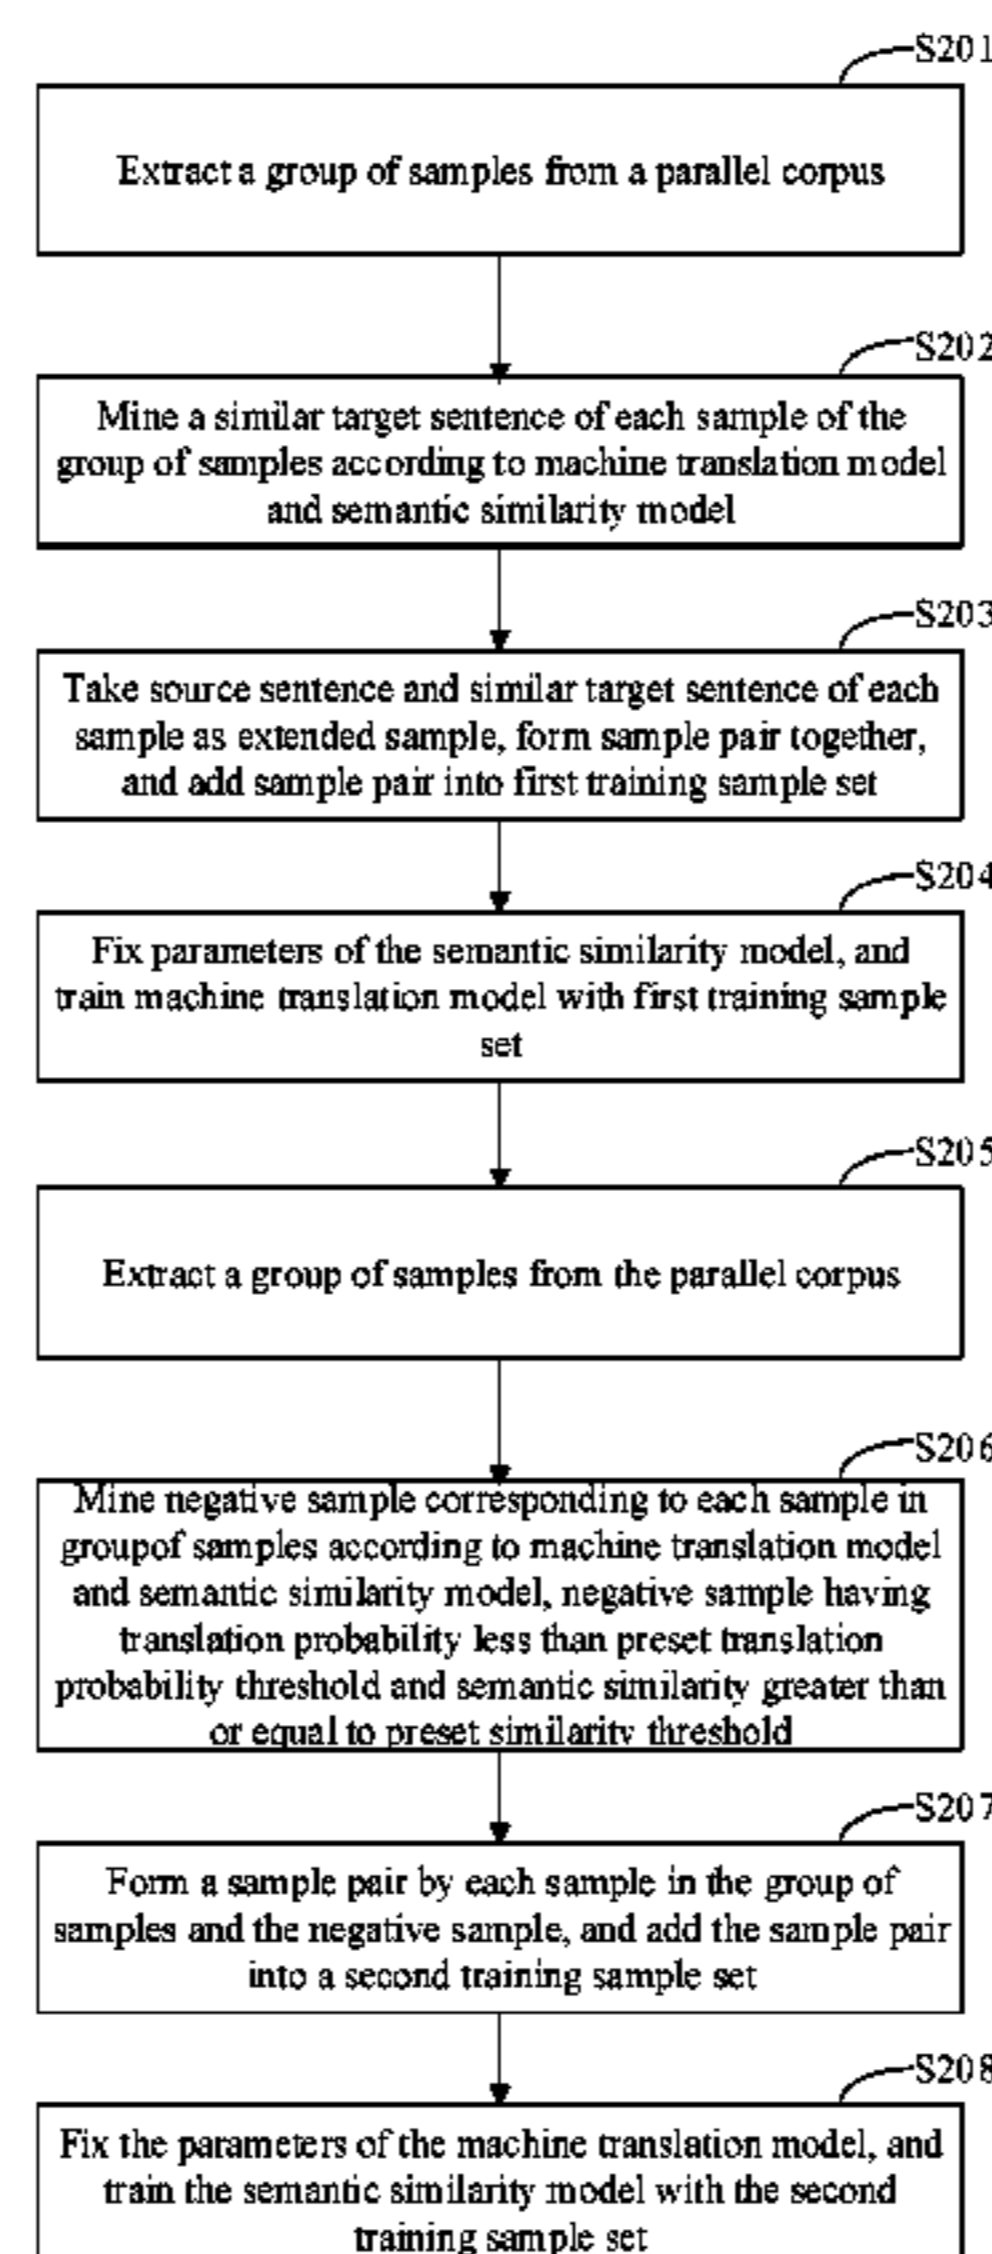 S201
Extract a group of samples from a parallel corpus
S202
Mine a similar target sentence of each sample of the
group of samples according to machine translation model
and semantic similarity model
S203
Take source sentence and similar target sentence of each
sample as extended sample, form sample pair together,
and add sample pair into first training sample set
S204
Fix parameters of the semantic similarity model, and
train machine translation model with first training sample
set
S205
Extract a group of samples from the parallel corpus
S206
Mine negative sample corresponding to each sample in
groupof samples according to machine translation model
and semantic similarity model, negative sample having
translation probability less than preset translation
probability threshold and semantic similarity greater than
or equal to preset similarity threshold
S207
Form a sample pair by each sample in the group of
samples and the negative sample, and add the sample pair
into a second training sample set
S208
Fix the parameters of the machine translation model, and
train the semantic similarity model with the second
training sample set